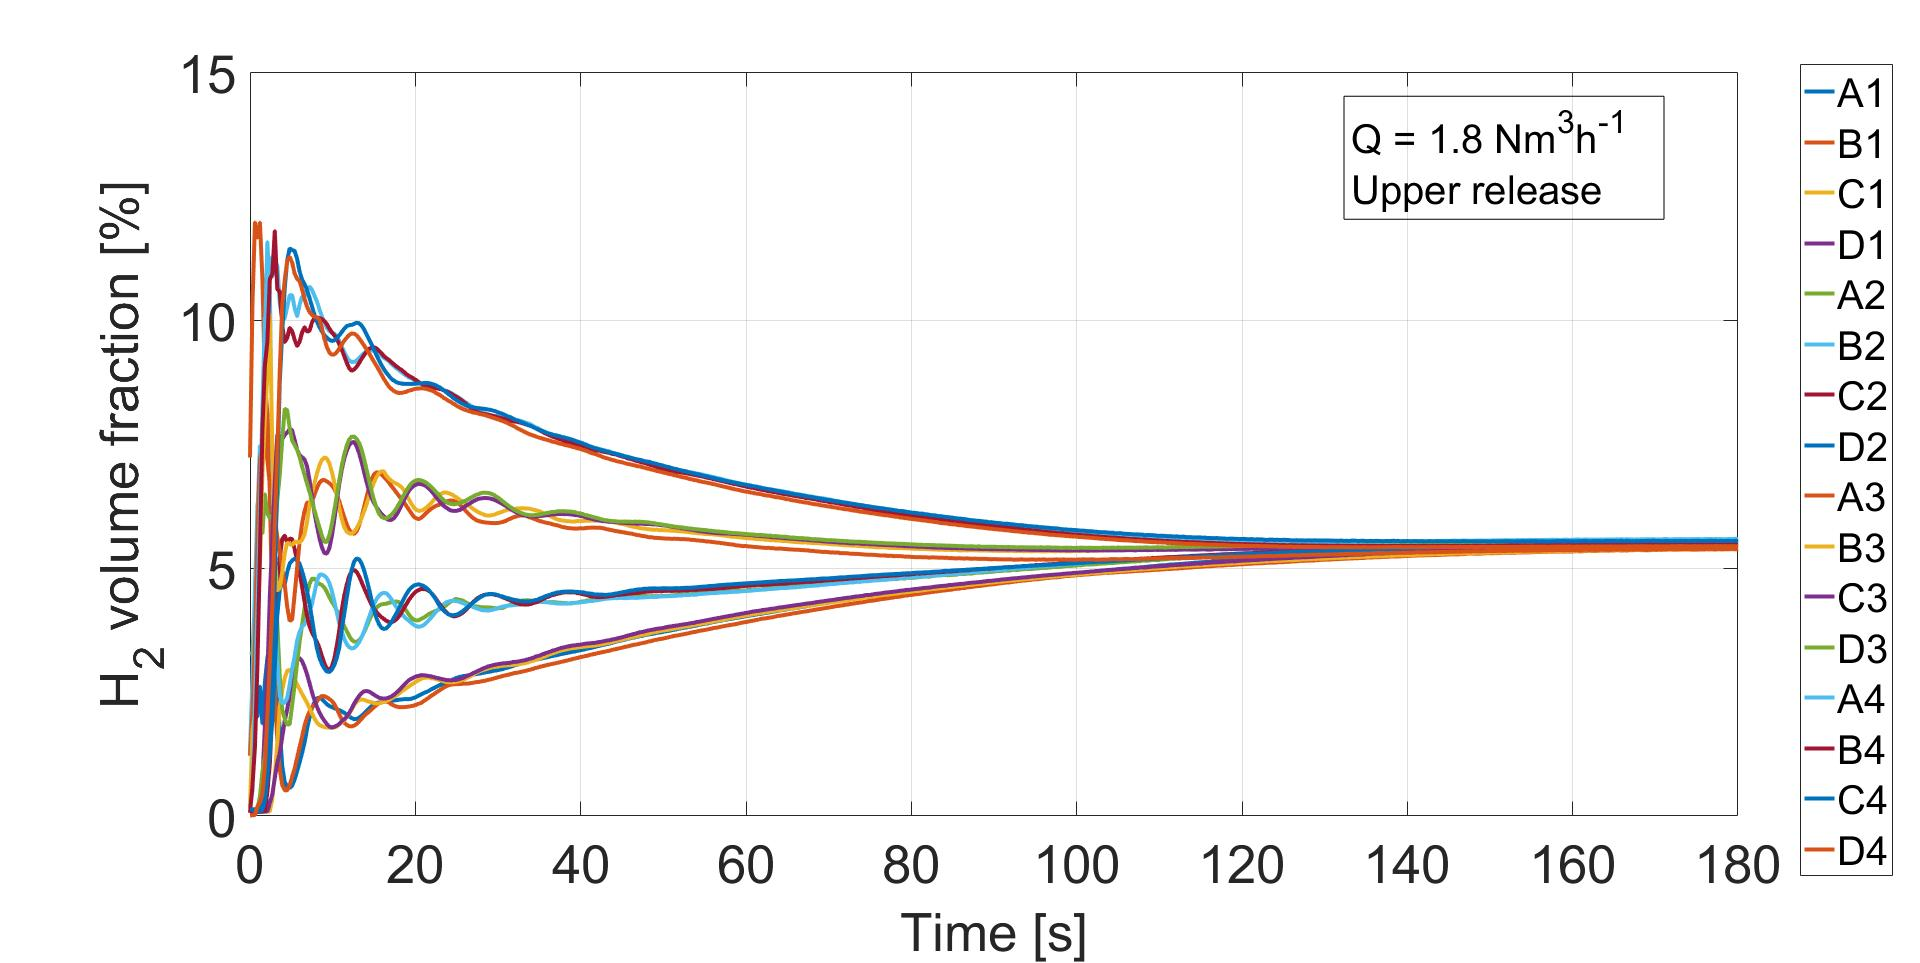 15
10
5
0
H2 volume fraction [%]
Q = 1.8 Nm³h⁻¹
Upper release
0 20 40 60 80 100 120 140 160 180
Time [s]
A1
B1
C1
D1
A2
B2
C2
D2
A3
B3
C3
D3
A4
B4
C4
D4